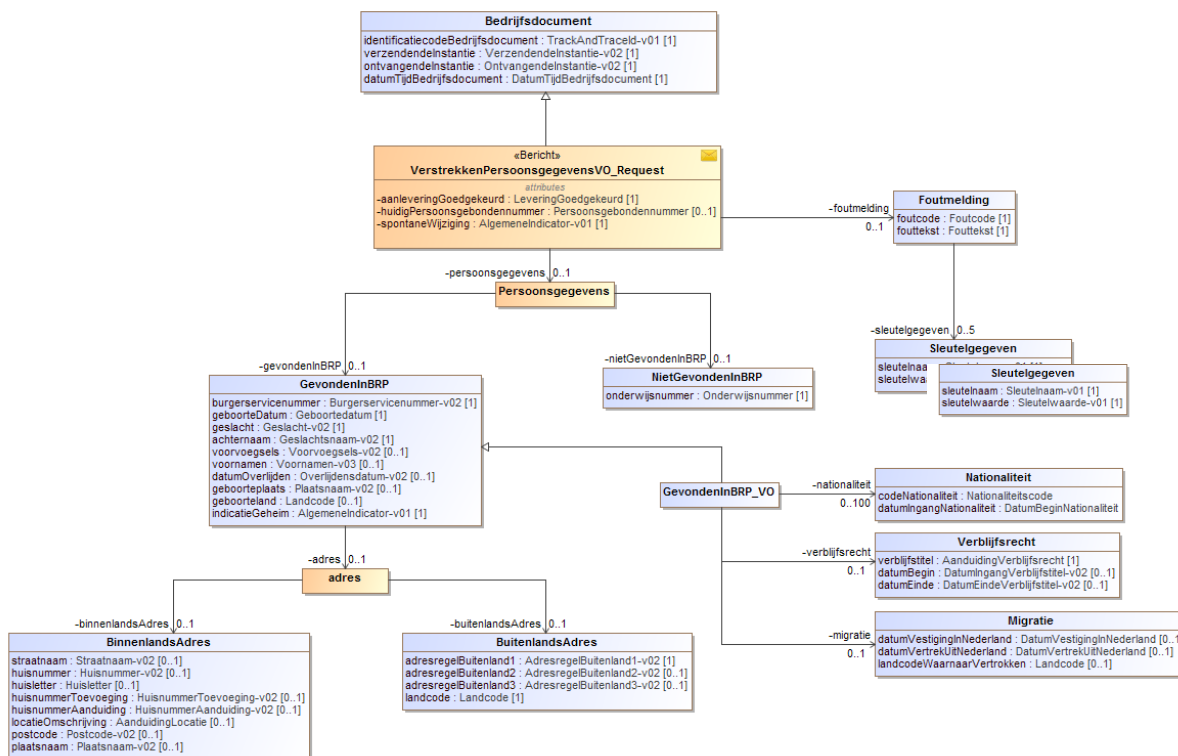 Bedrijfsdocument
identificatiecodeBedrijfsdocument : TrackAndTraceId-v01 [1]
verzendendeInstantie : VerzendendeInstantie-v02 [1]
ontvangendeInstantie : OntvangendeInstantie-v02 [1]
datumTijdBedrijfsdocument : DatumTijdBedrijfsdocument [1]
«Bericht»
VerstrekkenPersoonsgegevensVO_Request
attributes
-aanleveringGoedgekeurd : LeveringGoedgekeurd [1]
-huidigPersoonsgebondennummer : Persoonsgebondennummer [0..1]
-spontaneWijziging : AlgemeneIndicator-v01 [1]
-foutmelding
0..1
Foutmelding
foutcode : Foutcode [1]
fouttekst : Fouttekst [1]
-persoonsgegevens 0..1
Persoonsgegevens
-sleutelgegeven 0..5
Sleutelgegeven
sleutelnaa
sleutelwa
Sleutelgegeven
sleutelnaam : Sleutelnaam-v01 [1]
sleutelwaarde : Sleutelwaarde-v01 [1]
-gevondenInBRP 0..1
-nietGevondenInBRP 0..1
GevondenInBRP
burgerservicenummer : Burgerservicenummer-v02 [1]
geboorteDatum : Geboortedatum [1]
geslacht : Geslacht-v02 [1]
achternaam : Geslachtsnaam-v02 [1]
voorvoegsels : Voorvoegsels-v02 [0..1]
voornamen : Voornamen-v03 [0..1]
datumOverlijden : Overlijdensdatum-v02 [0..1]
geboorteplaats : Plaatsnaam-v02 [0..1]
geboorteland : Landcode [0..1]
indicatieGeheim : AlgemeneIndicator-v01 [1]
NietGevondenInBRP
onderwijsnummer : Onderwijsnummer [1]
GevondenInBRP_VO
-nationaliteit
0..100
Nationaliteit
codeNationaliteit : Nationaliteitscode
datumIngangNationaliteit : DatumBeginNationaliteit
-verblijfsrecht
0..1
Verblijfsrecht
verblijfstitel : AanduidingVerblijfsrecht [1]
datumBegin : DatumIngangVerblijfstitel-v02 [0..1]
datumEinde : DatumEindeVerblijfstitel-v02 [0..1]
-migratie
0..1
Migratie
datumVestigingInNederland : DatumVestigingInNederland [0..1]
datumVertrekUitNederland : DatumVertrekUitNederland [0..1]
landcodeWaarnaarVertrokken : Landcode [0..1]
-adres 0..1
adres
-binnenlandsAdres 0..1
-buitenlandsAdres 0..1
BinnenlandsAdres
straatnaam : Straatnaam-v02 [0..1]
huisnummer : Huisnummer-v02 [0..1]
huisletter : Huisletter [0..1]
huisnummerToevoeging : HuisnummerToevoeging-v02 [0..1]
huisnummerAanduiding : HuisnummerAanduiding-v02 [0..1]
locatieOmschrijving : AanduidingLocatie [0..1]
postcode : Postcode-v02 [0..1]
plaatsnaam : Plaatsnaam-v02 [0..1]
BuitenlandsAdres
adresregelBuitenland1 : AdresregelBuitenland1-v02 [1]
adresregelBuitenland2 : AdresregelBuitenland2-v02 [0..1]
adresregelBuitenland3 : AdresregelBuitenland3-v02 [0..1]
landcode : Landcode [1]